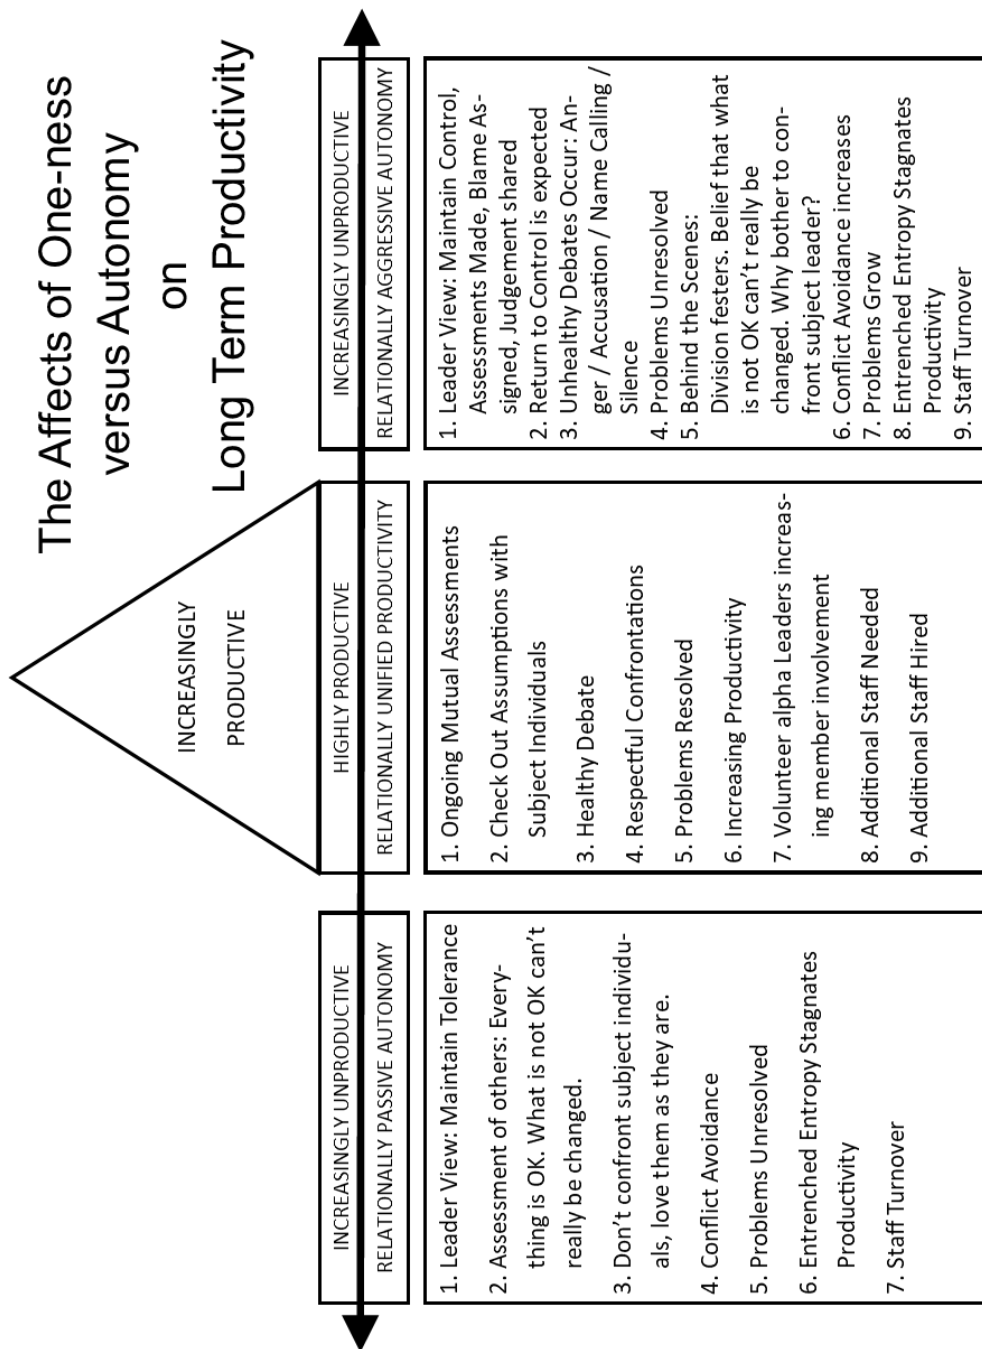 The Affects of One-ness
versus Autonomy
on
Long Term Productivity
INCREASINGLY
PRODUCTIVE
INCREASINGLY UNPRODUCTIVE
RELATIONALLY PASSIVE AUTONOMY
1. Leader View: Maintain Tolerance
2. Assessment of others: Every-
thing is OK. What is not OK can’t
really be changed.
3. Don’t confront subject individu-
als, love them as they are.
4. Conflict Avoidance
5. Problems Unresolved
6. Entrenched Entropy Stagnates
Productivity
7. Staff Turnover
HIGHLY PRODUCTIVE
RELATIONALLY UNIFIED PRODUCTIVITY
1. Ongoing Mutual Assessments
2. Check Out Assumptions with
Subject Individuals
3. Healthy Debate
4. Respectful Confrontations
5. Problems Resolved
6. Increasing Productivity
7. Volunteer alpha Leaders increas-
ing member involvement
8. Additional Staff Needed
9. Additional Staff Hired
INCREASINGLY UNPRODUCTIVE
RELATIONALLY AGGRESSIVE AUTONOMY
1. Leader View: Maintain Control,
Assessments Made, Blame As-
signed, Judgement shared
2. Return to Control is expected
3. Unhealthy Debates Occur: An-
ger / Accusation / Name Calling /
Silence
4. Problems Unresolved
5. Behind the Scenes:
Division festers. Belief that what
is not OK can’t really be
changed. Why bother to con-
front subject leader?
6. Conflict Avoidance increases
7. Problems Grow
8. Entrenched Entropy Stagnates
Productivity
9. Staff Turnover